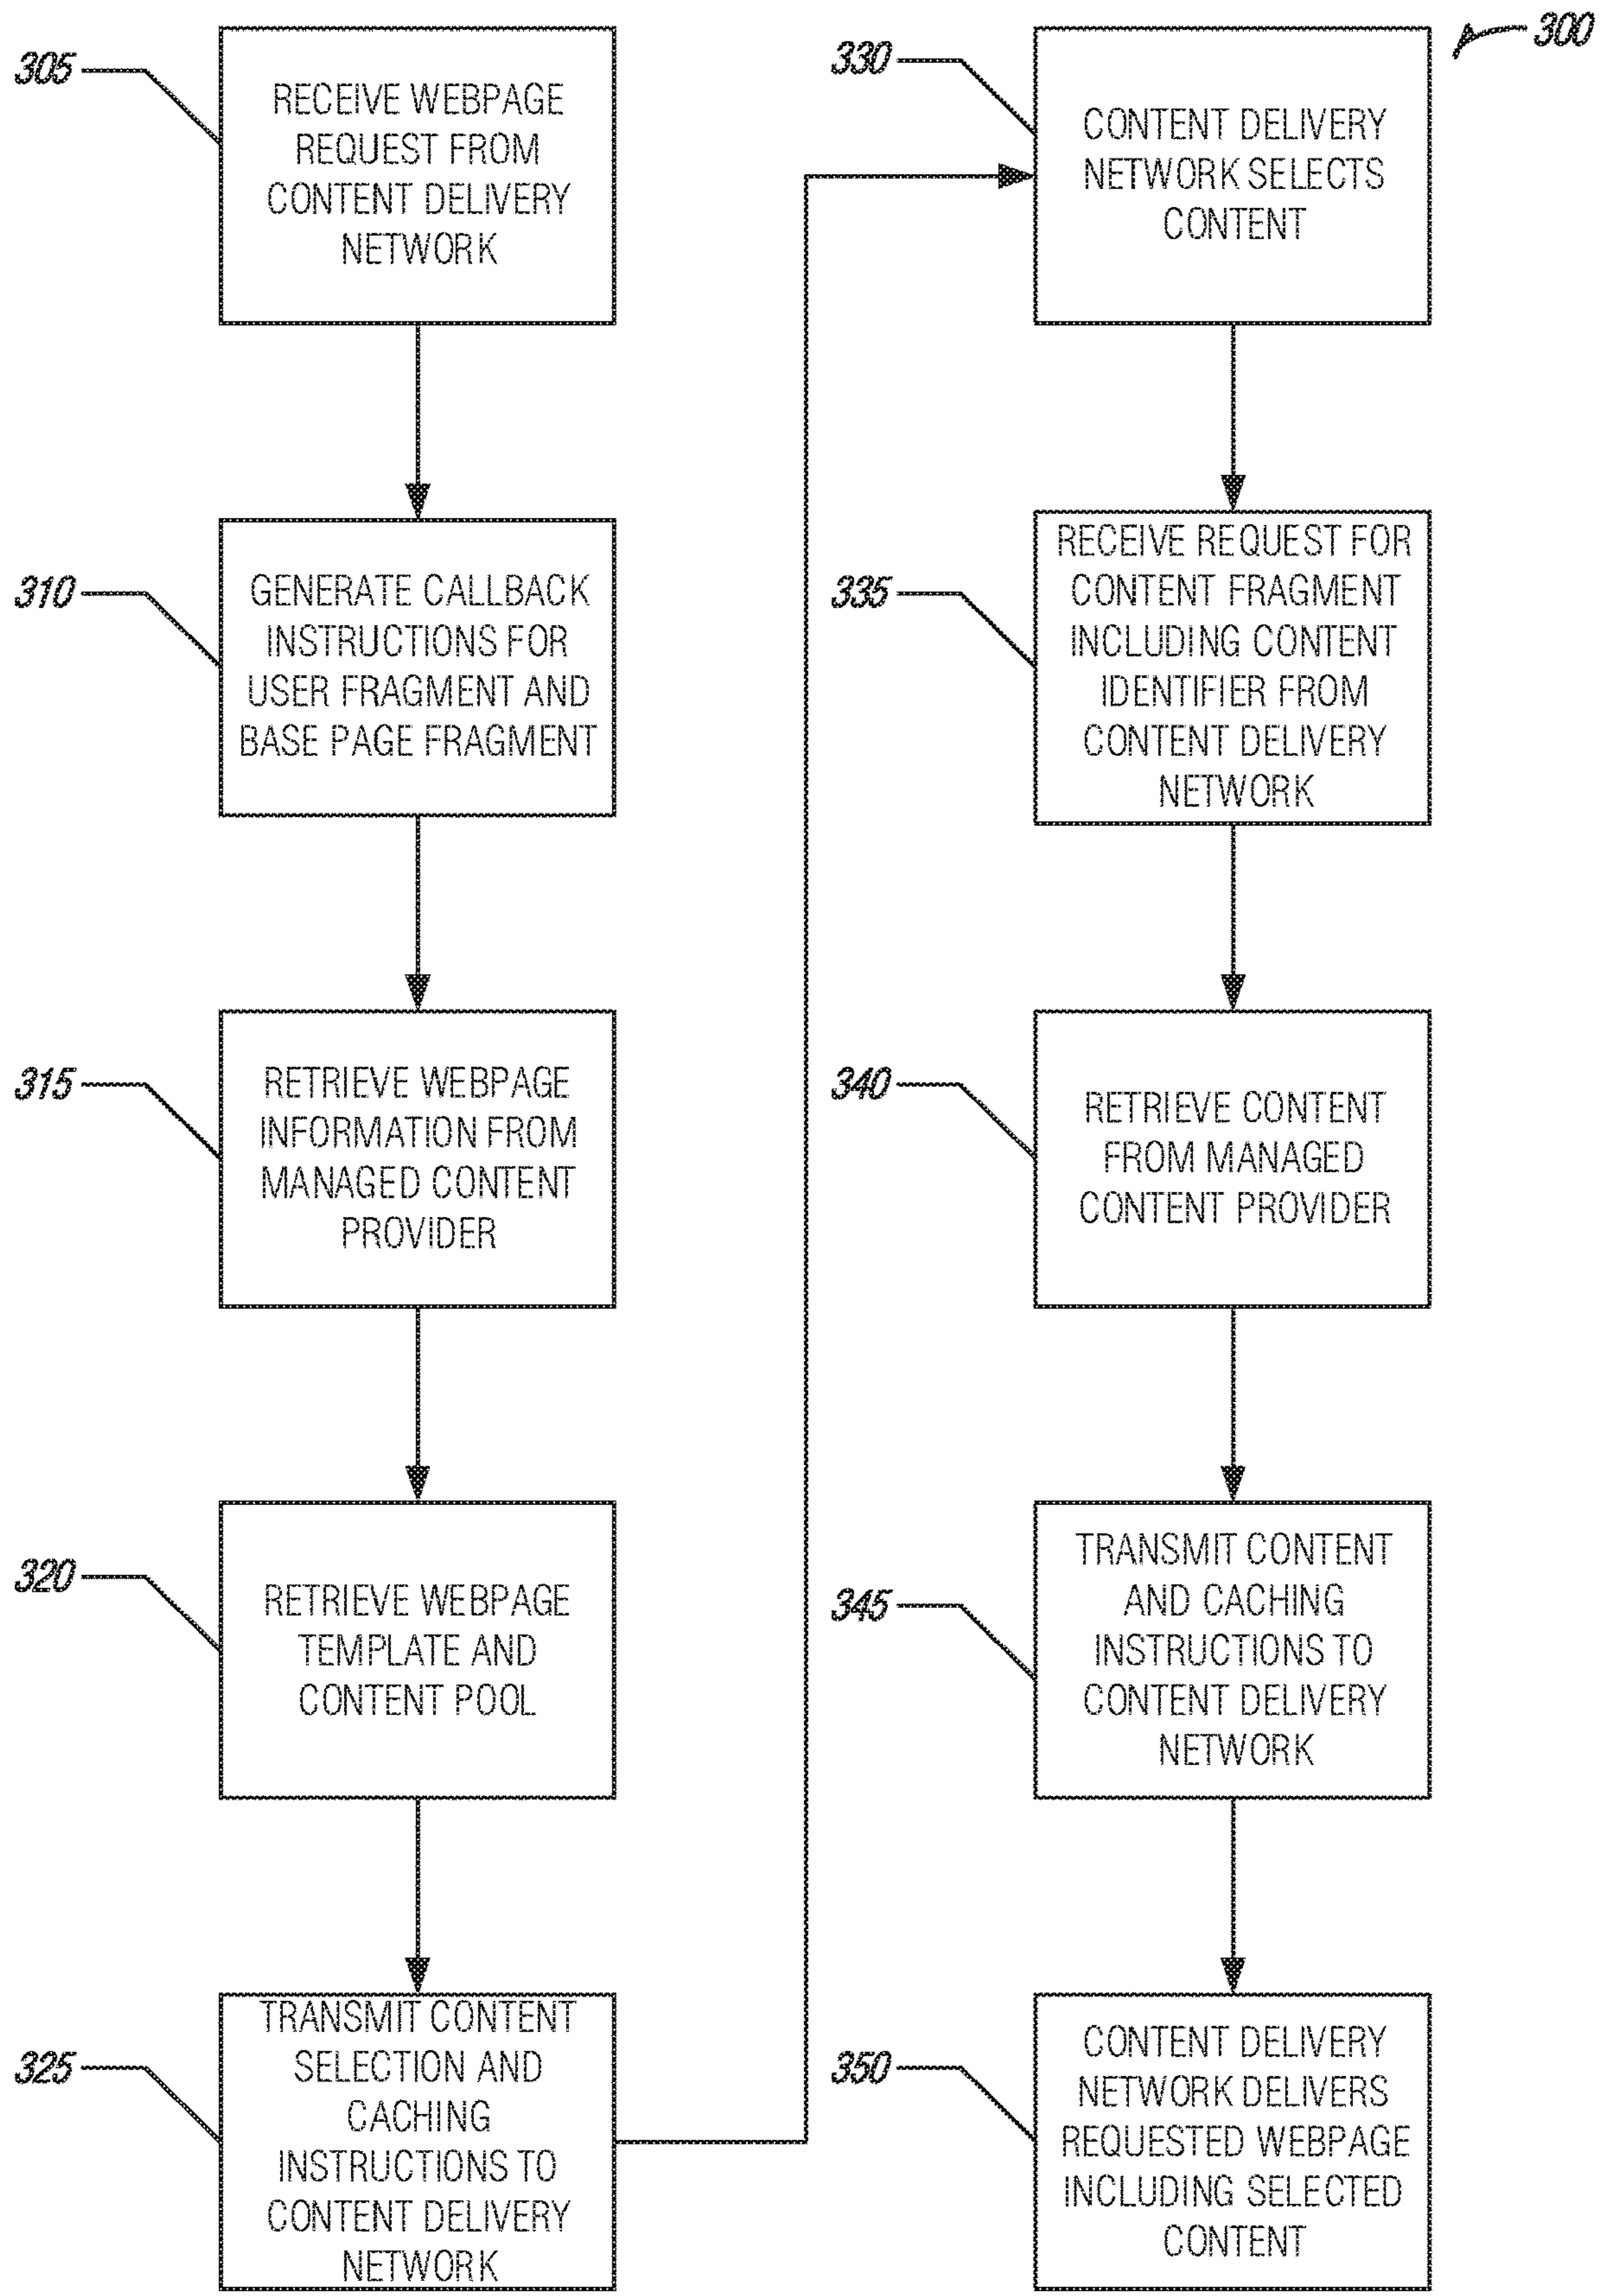 300
305
RECEIVE WEBPAGE
REQUEST FROM
CONTENT DELIVERY
NETWORK
310
GENERATE CALLBACK
INSTRUCTIONS FOR
USER FRAGMENT AND
BASE PAGE FRAGMENT
315
RETRIEVE WEBPAGE
INFORMATION FROM
MANAGED CONTENT
PROVIDER
320
RETRIEVE WEBPAGE
TEMPLATE AND
CONTENT POOL
325
TRANSMIT CONTENT
SELECTION AND
CACHING
INSTRUCTIONS TO
CONTENT DELIVERY
NETWORK
330
CONTENT DELIVERY
NETWORK SELECTS
CONTENT
335
RECEIVE REQUEST FOR
CONTENT FRAGMENT
INCLUDING CONTENT
IDENTIFIER FROM
CONTENT DELIVERY
NETWORK
340
RETRIEVE CONTENT
FROM MANAGED
CONTENT PROVIDER
345
TRANSMIT CONTENT
AND CACHING
INSTRUCTIONS TO
CONTENT DELIVERY
NETWORK
350
CONTENT DELIVERY
NETWORK DELIVERS
REQUESTED WEBPAGE
INCLUDING SELECTED
CONTENT